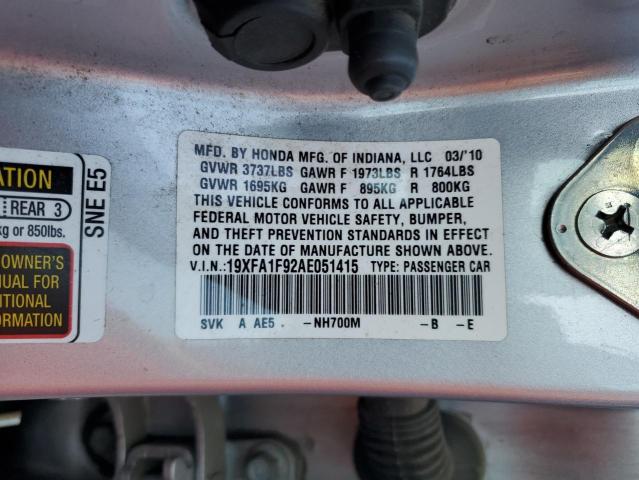 ATION
REAR 3
kg or 850lbs.
OWNER'S
NUAL FOR
ITIONAL
FORMATION
SNE E5
MFD. BY HONDA MFG. OF INDIANA, LLC 03/'10
GVWR 3737LBS GAWR F 1973LBS R 1764LBS
GVWR 1695KG GAWR F 895KG R 800KG
THIS VEHICLE CONFORMS TO ALL APPLICABLE
FEDERAL MOTOR VEHICLE SAFETY, BUMPER,
AND THEFT PREVENTION STANDARDS IN EFFECT
ON THE DATE OF MANUFACTURE SHOWN ABOVE.
V.I.N.:19XFA1F92AE051415 TYPE: PASSENGER CAR
SVK A AE5 -NH700M -B -E